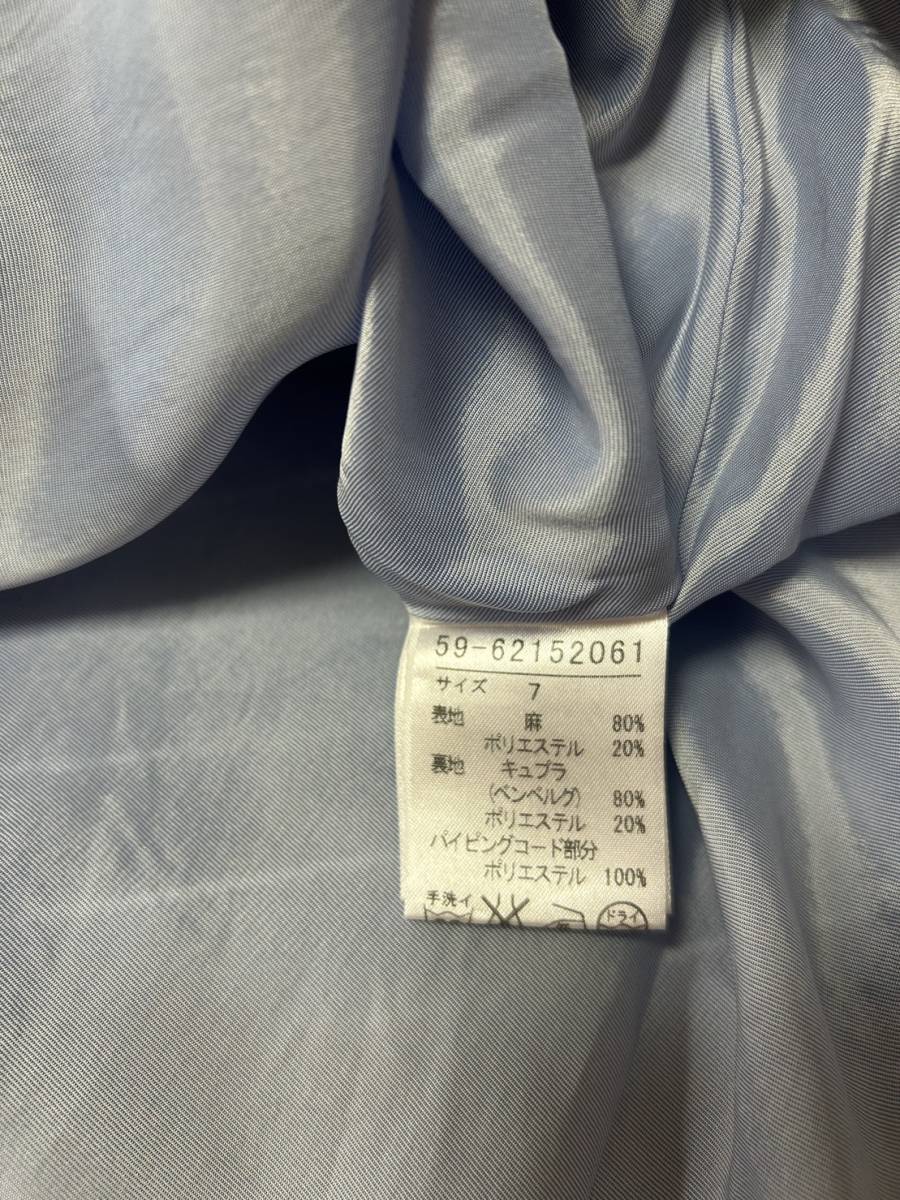 59-62152061
サイズ 7
表地 麻 80%
ポリエステル 20%
裏地 キュプラ
(ベンベルグ) 80%
ポリエステル 20%
パイピングコード部分
ポリエステル 100%
手洗イ ドライ